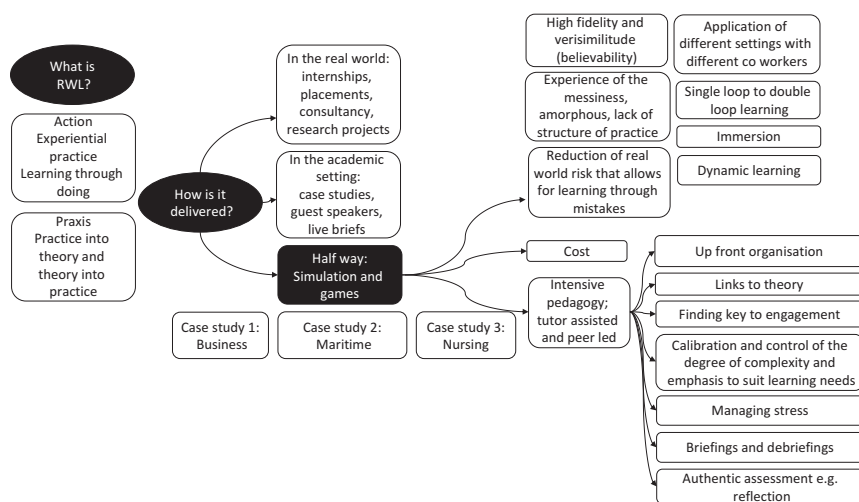 What is
RWL?
Action
Experiential
practice
Learning through
doing
Praxis
Practice into
theory and
theory into
practice
How is it
delivered?
In the real world:
internships,
placements,
consultancy,
research projects
In the academic
setting:
case studies,
guest speakers,
live briefs
Half way:
Simulation and
games
Case study 1:
Business
Case study 2:
Maritime
Case study 3:
Nursing
High fidelity and
verisimilitude
(believability)
Experience of the
messiness,
amorphous, lack of
structure of practice
Reduction of real
world risk that allows
for learning through
mistakes
Application of
different settings with
different co workers
Single loop to double
loop learning
Immersion
Dynamic learning
Cost
Intensive
pedagogy;
tutor assisted
and peer led
Up front organisation
Links to theory
Finding key to engagement
Calibration and control of the
degree of complexity and
emphasis to suit learning needs
Managing stress
Briefings and debriefings
Authentic assessment e.g.
reflection